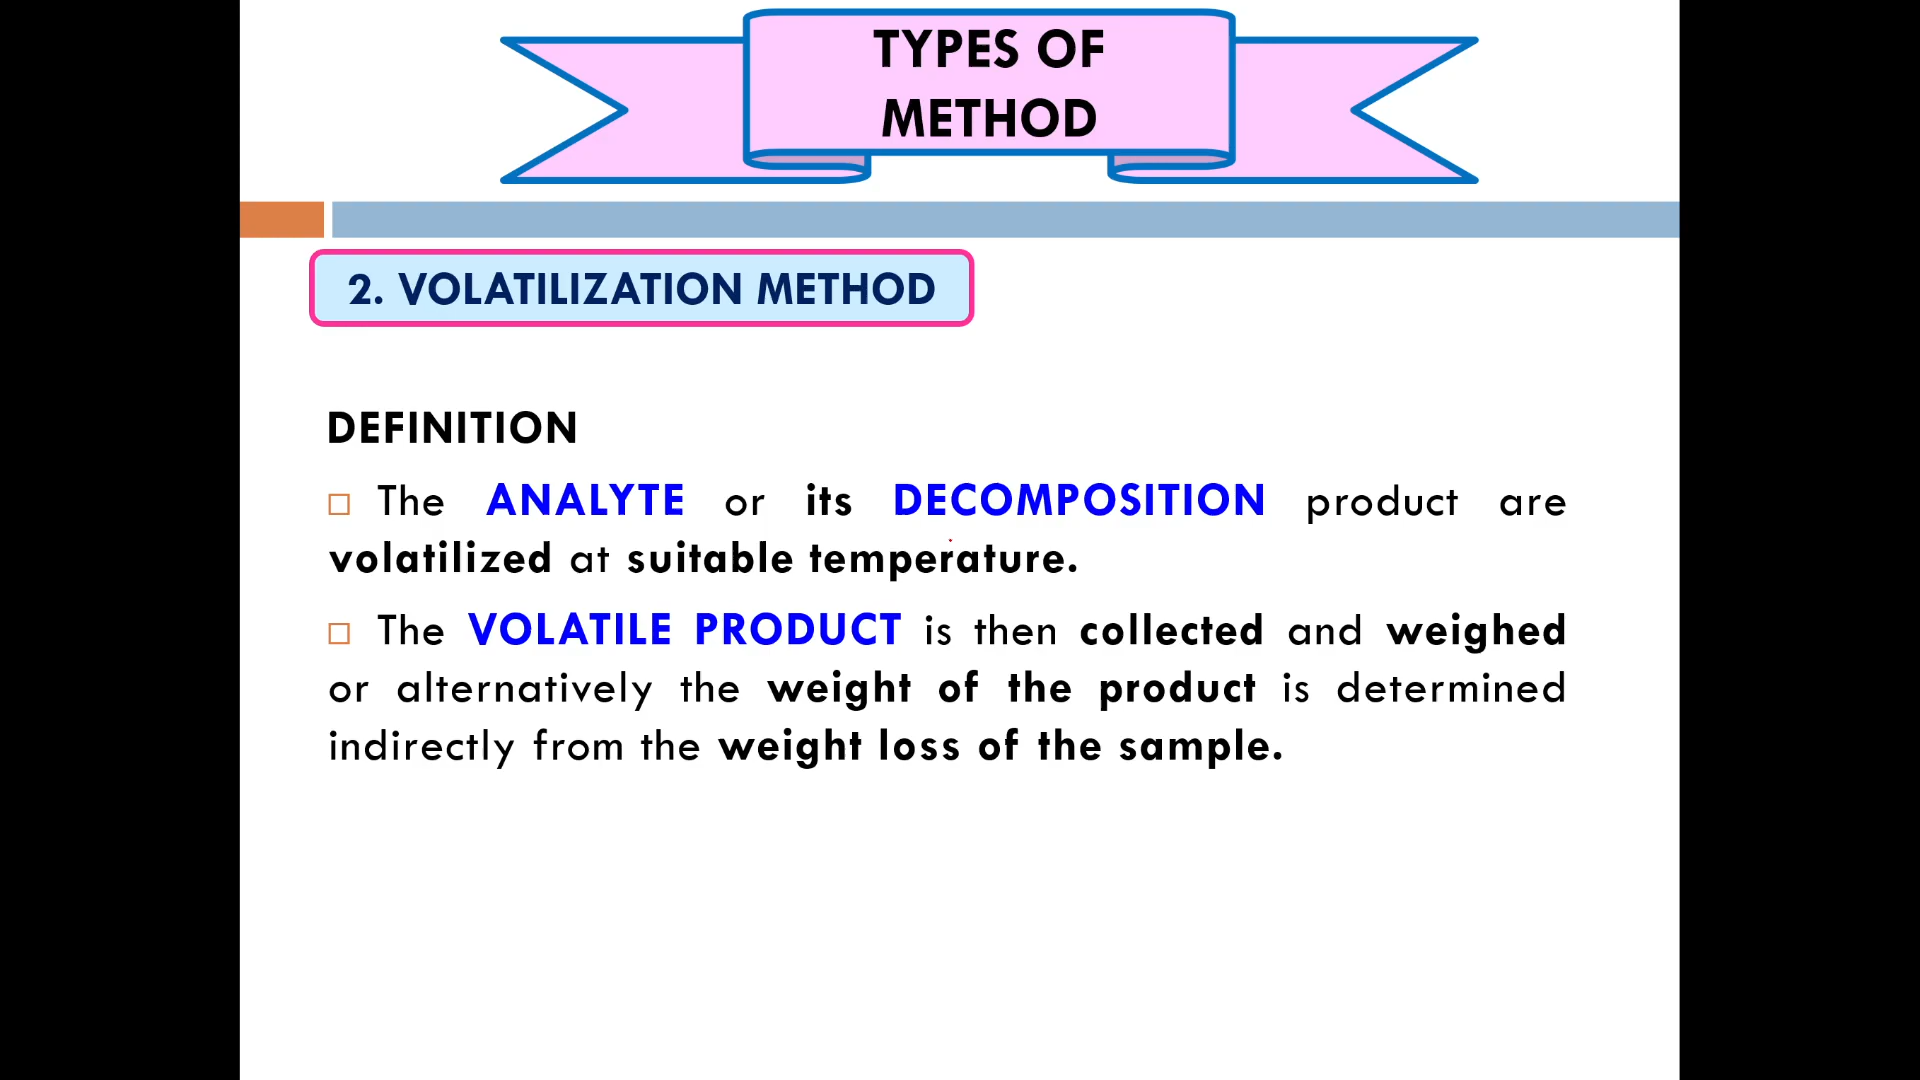 TYPES OF
METHOD
2. VOLATILIZATION METHOD
DEFINITION
The ANALYTE or its DECOMPOSITION product are
volatilized at suitable temperature.
The VOLATILE PRODUCT is then collected and weighed
or alternatively the weight of the product is determined
indirectly from the weight loss of the sample.